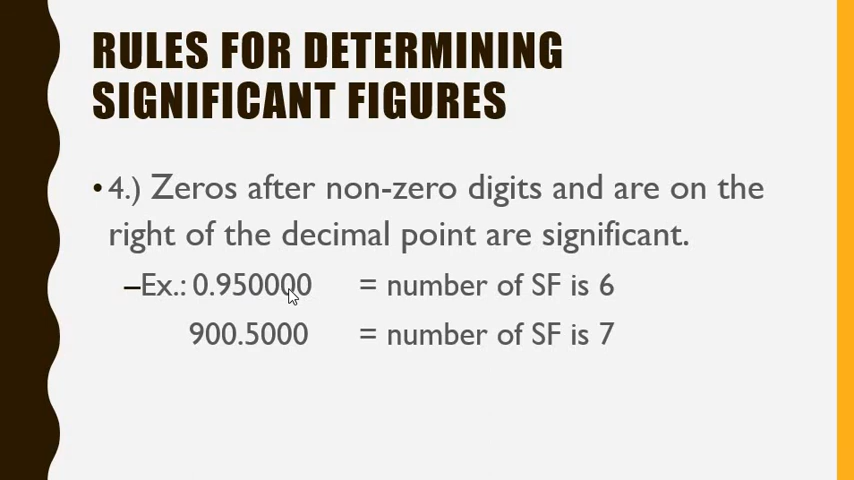 RULES FOR DETERMINING
SIGNIFICANT FIGURES
•4.) Zeros after non-zero digits and are on the
right of the decimal point are significant.
–Ex.: 0.950000 = number of SF is 6
900.5000 = number of SF is 7